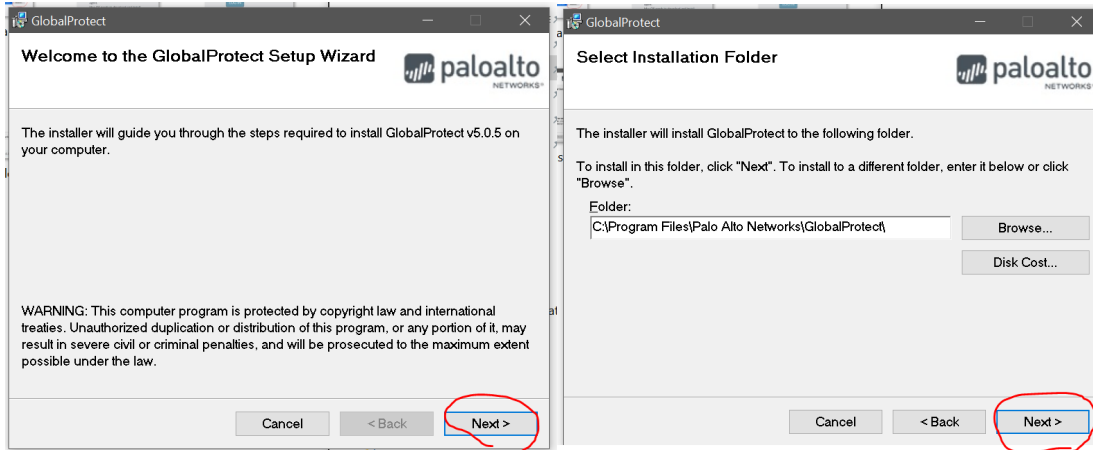 GlobalProtect
Welcome to the GlobalProtect Setup Wizard
paloalto
NETWORKS
The installer will guide you through the steps required to install GlobalProtect v5.0.5 on
your computer.
WARNING: This computer program is protected by copyright law and international
treaties. Unauthorized duplication or distribution of this program, or any portion of it, may
result in severe civil or criminal penalties, and will be prosecuted to the maximum extent
possible under the law.
Cancel
< Back
Next >
GlobalProtect
Select Installation Folder
paloalto
NETWORKS
The installer will install GlobalProtect to the following folder.
To install in this folder, click "Next". To install to a different folder, enter it below or click
"Browse".
Folder:
C:\Program Files\Palo Alto Networks\GlobalProtect\
Browse...
Disk Cost...
Cancel
< Back
Next >